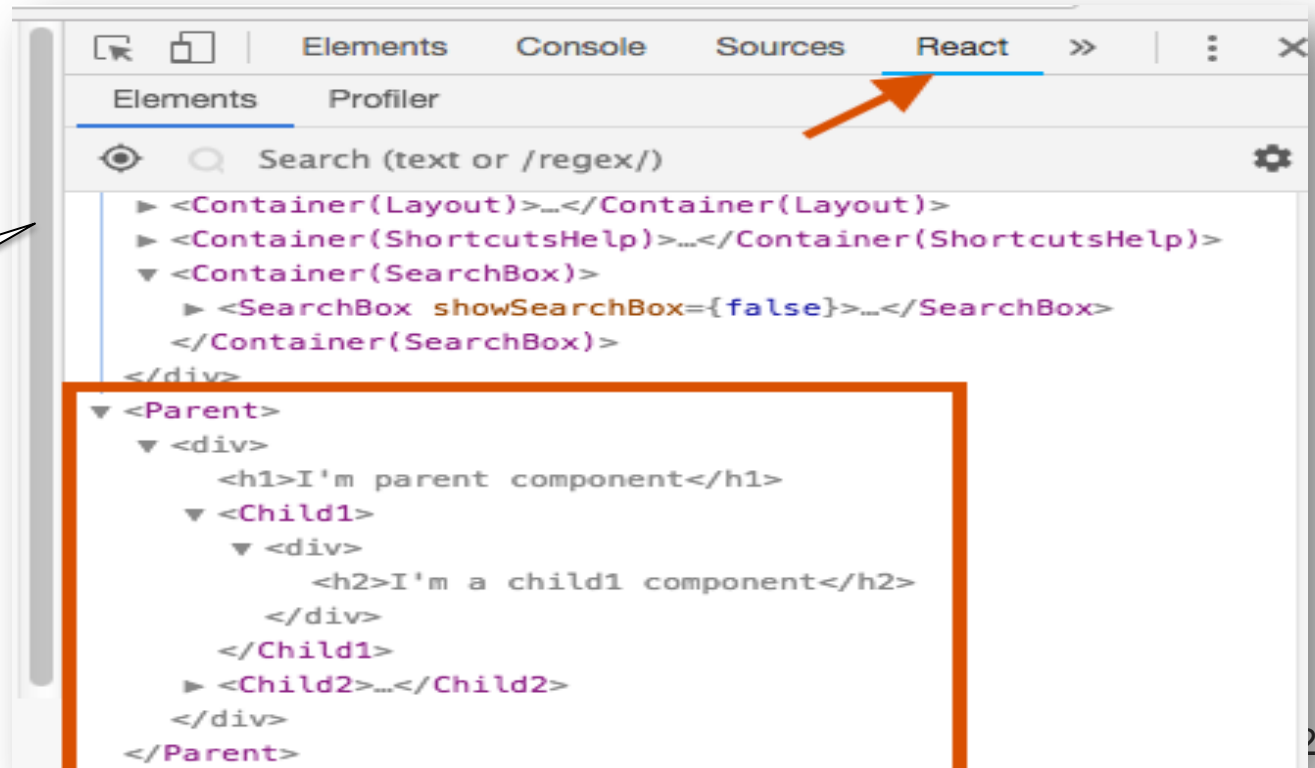 Elements Console Sources React »
Elements Profiler
Search (text or /regex/)
▶ <Container(Layout)>…</Container(Layout)>
▶ <Container(ShortcutsHelp)>…</Container(ShortcutsHelp)>
▼ <Container(SearchBox)>
▶ <SearchBox showSearchBox={false}>…</SearchBox>
</Container(SearchBox)>
</div>
▼ <Parent>
▼ <div>
<h1>I'm parent component</h1>
▼ <Child1>
▼ <div>
<h2>I'm a child1 component</h2>
</div>
</Child1>
▶ <Child2>…</Child2>
</div>
</Parent>